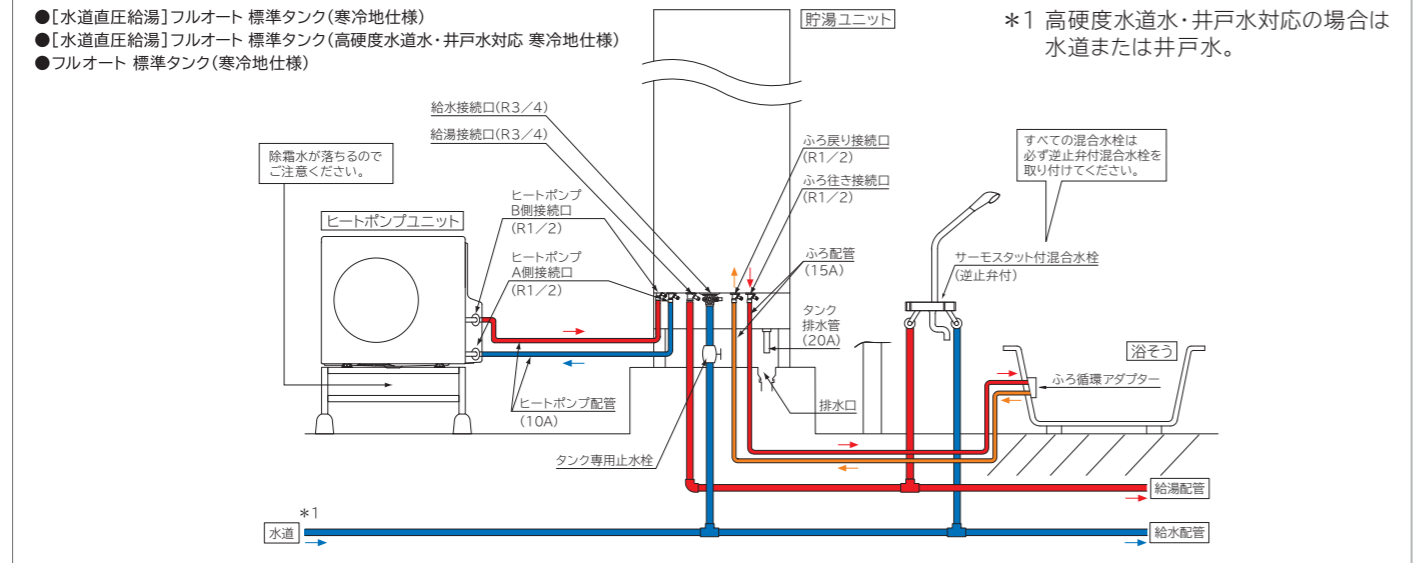 ●[水道直圧給湯]フルオート 標準タンク(寒冷地仕様)
●[水道直圧給湯]フルオート 標準タンク(高硬度水道水・井戸水対応 寒冷地仕様)
●フルオート 標準タンク(寒冷地仕様)
貯湯ユニット
*1 高硬度水道水・井戸水対応の場合は
水道または井戸水。
給水接続口(R3/4)
給湯接続口(R3/4)
除霜水が落ちるので
ご注意ください。
ヒートポンプユニット
ヒートポンプ
B側接続口
(R1/2)
ヒートポンプ
A側接続口
(R1/2)
ふろ戻り接続口
(R1/2)
ふろ往き接続口
(R1/2)
ふろ配管
(15A)
タンク
排水管
(20A)
すべての混合水栓は
必ず逆止弁付混合水栓を
取り付けてください。
サーモスタット付混合水栓
(逆止弁付)
浴そう
ふろ循環アダプター
ヒートポンプ配管
(10A)
排水口
タンク専用止水栓
給湯配管
*1
水道
給水配管